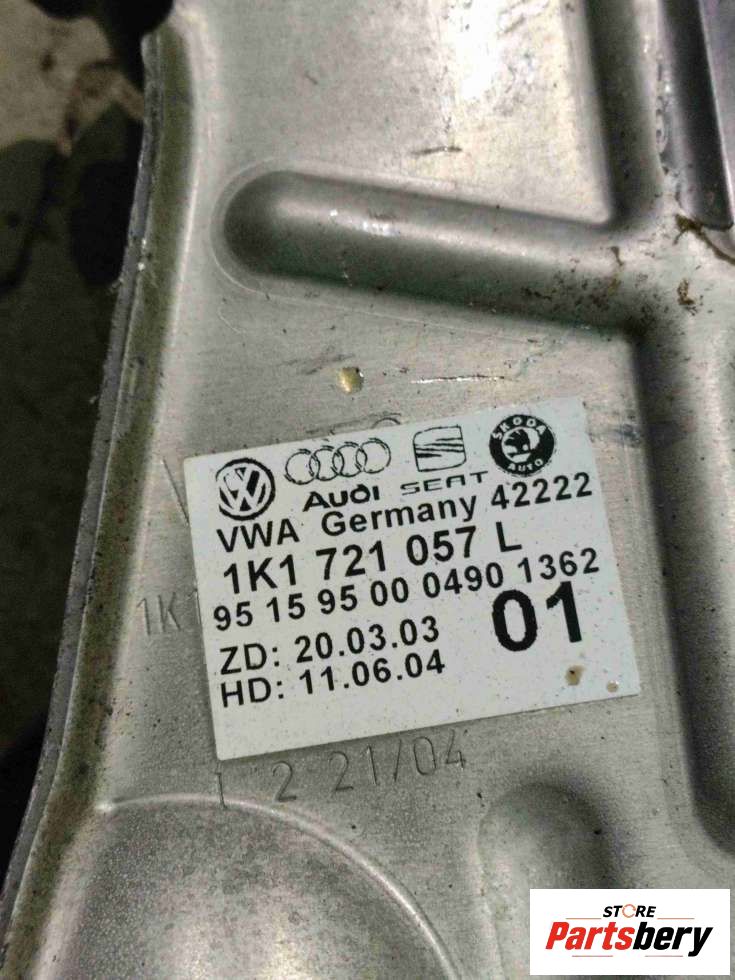 AUDI SEAT ŠKODA AUTO
VWA Germany 42222
1K1 721 057 L
95 15 95 00 0490 1362
ZD: 20.03.03
HD: 11.06.04
01
1K1
1 2 21/04
STORE
Partsbery